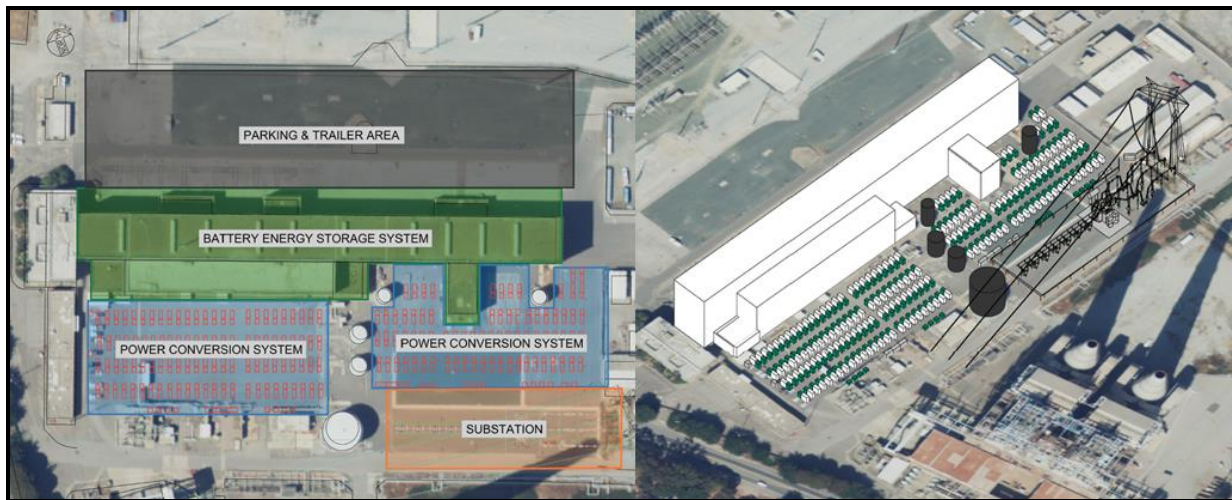 PARKING & TRAILER AREA
BATTERY ENERGY STORAGE SYSTEM
POWER CONVERSION SYSTEM
POWER CONVERSION SYSTEM
SUBSTATION